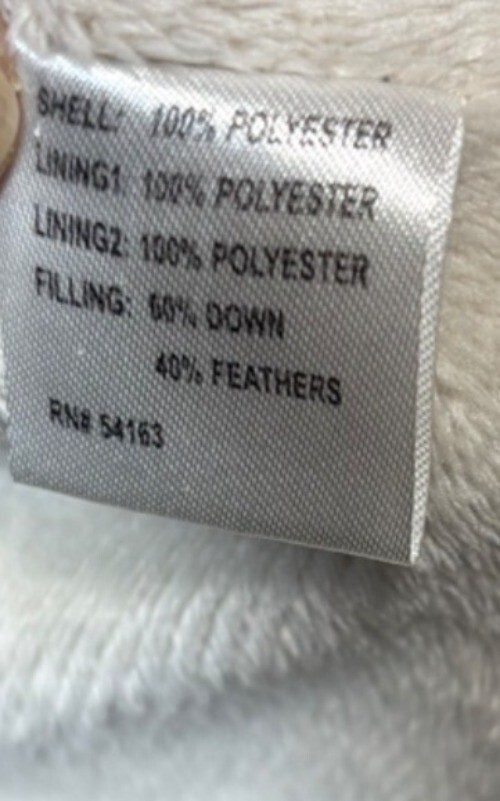 SHELL: 100% POLYESTER
LINING1: 100% POLYESTER
LINING2: 100% POLYESTER
FILLING: 60% DOWN
40% FEATHERS
RN# 54163